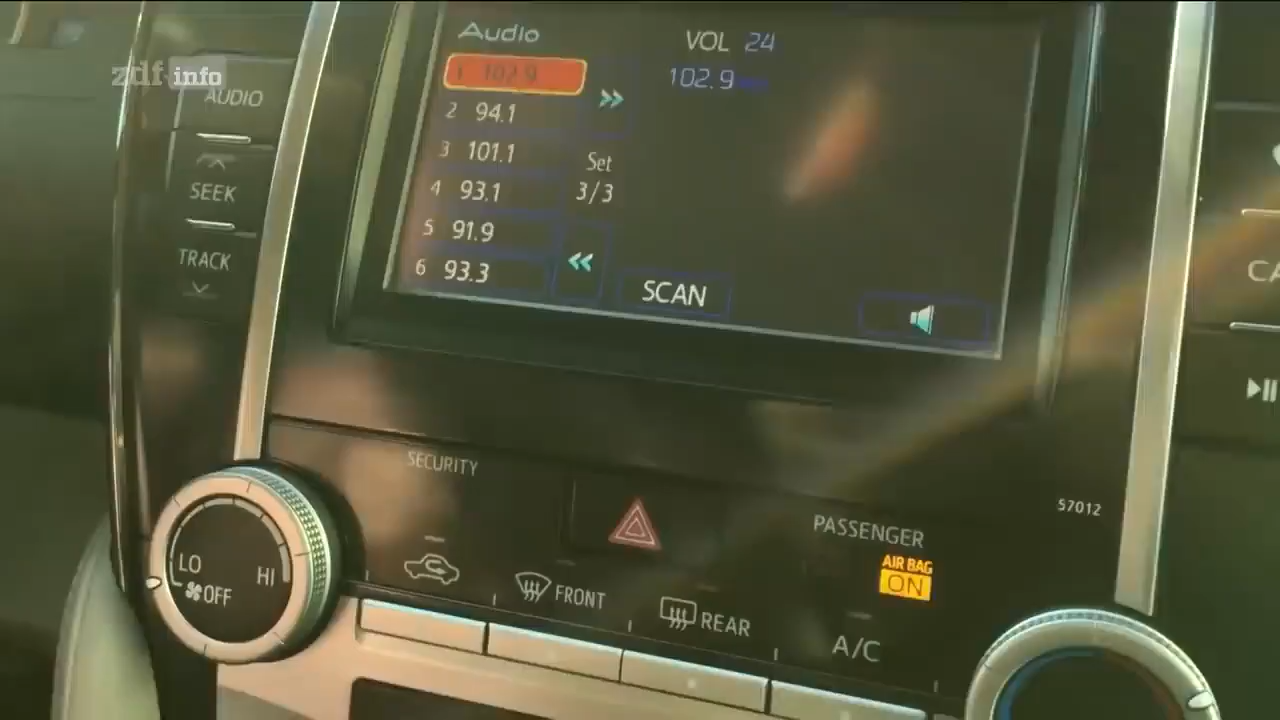 zdf info
Audio
VOL 24
1 102.9
102.9
2 94.1
3 101.1
Set
3/3
4 93.1
5 91.9
6 93.3
SCAN
AUDIO
SEEK
TRACK
CA
SECURITY
57012
PASSENGER
AIR BAG
ON
LO
HI
OFF
FRONT
REAR
A/C